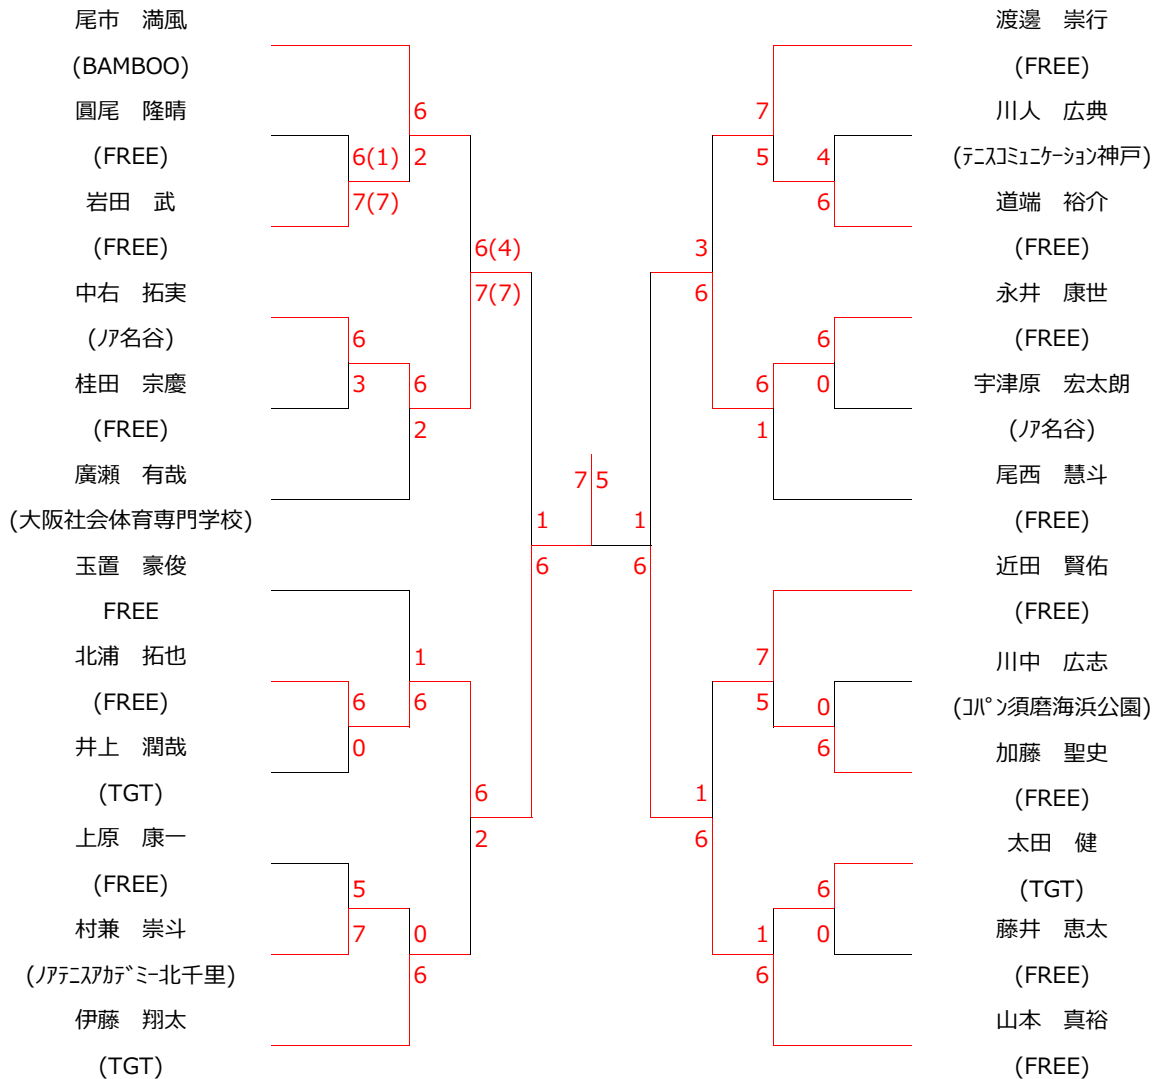 尾市　満風
(BAMBOO)
圓尾　隆晴
(FREE)
岩田　武
(FREE)
中右　拓実
(ﾉｱ名谷)
桂田　宗慶
(FREE)
廣瀬　有哉
(大阪社会体育専門学校)
玉置　豪俊
FREE
北浦　拓也
(FREE)
井上　潤哉
(TGT)
上原　康一
(FREE)
村兼　崇斗
(ﾉｱﾃﾆｽｱｶﾃﾞﾐｰ北千里)
伊藤　翔太
(TGT)
6
6(1) 2
7(7)
6(4)
7(7)
6
3 6
2
1
6
1
6 6
0
6
2
5
7 0
6
7 5
7
5 4
6
3
6
6
6 0
1
1
6
7
5 0
6
1
6
6
1 0
6
渡邊　崇行
(FREE)
川人　広典
(ﾃﾆｽｺﾐｭﾆｹｰｼｮﾝ神戸)
道端　裕介
(FREE)
永井　康世
(FREE)
宇津原　宏太朗
(ﾉｱ名谷)
尾西　慧斗
(FREE)
近田　賢佑
(FREE)
川中　広志
(ｺﾊﾟﾝ須磨海浜公園)
加藤　聖史
(FREE)
太田　健
(TGT)
藤井　恵太
(FREE)
山本　真裕
(FREE)